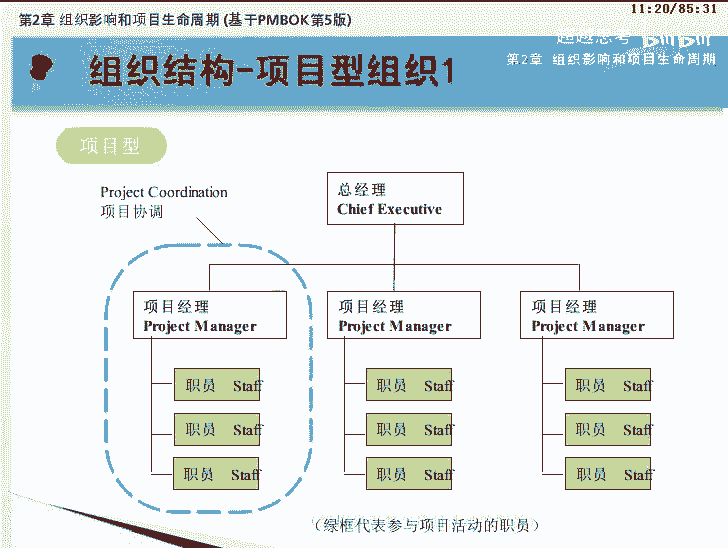 11:20/85:31
第2章 组织影响和项目生命周期 (基于PMBOK第5版)
超越思考 bilibili
第2章 组织影响和项目生命周期
组织结构-项目型组织1
项目型
Project Coordination
项目协调
总经理
Chief Executive
项目经理
Project Manager
项目经理
Project Manager
项目经理
Project Manager
职员 Staff
职员 Staff
职员 Staff
职员 Staff
职员 Staff
职员 Staff
职员 Staff
职员 Staff
职员 Staff
（绿框代表参与项目活动的职员）